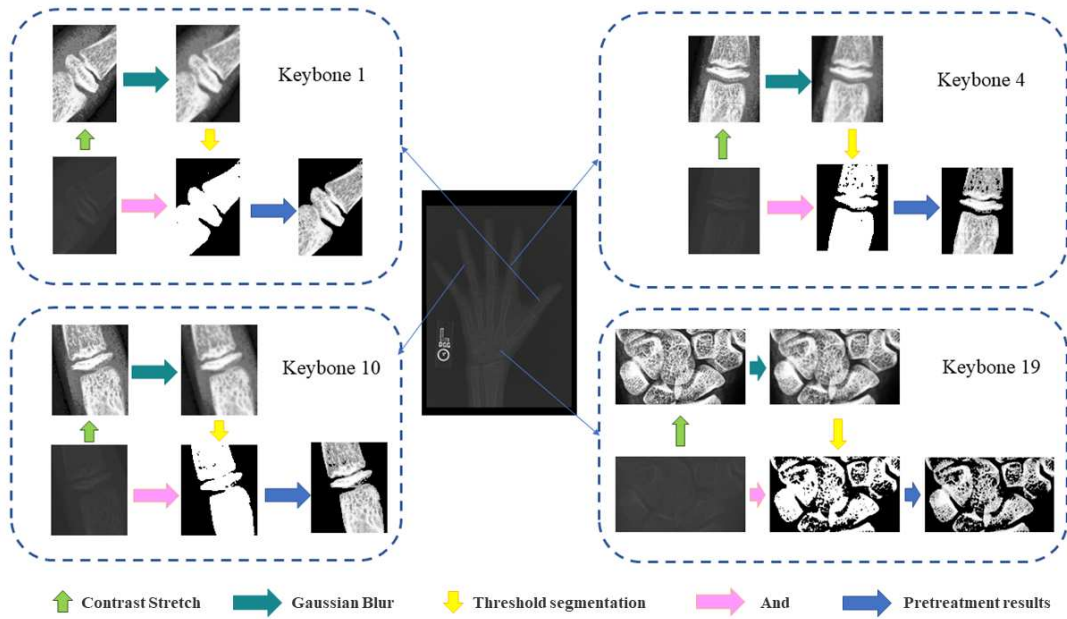 Keybone 1
Keybone 4
Keybone 10
Keybone 19
Contrast Stretch
Gaussian Blur
Threshold segmentation
And
Pretreatment results